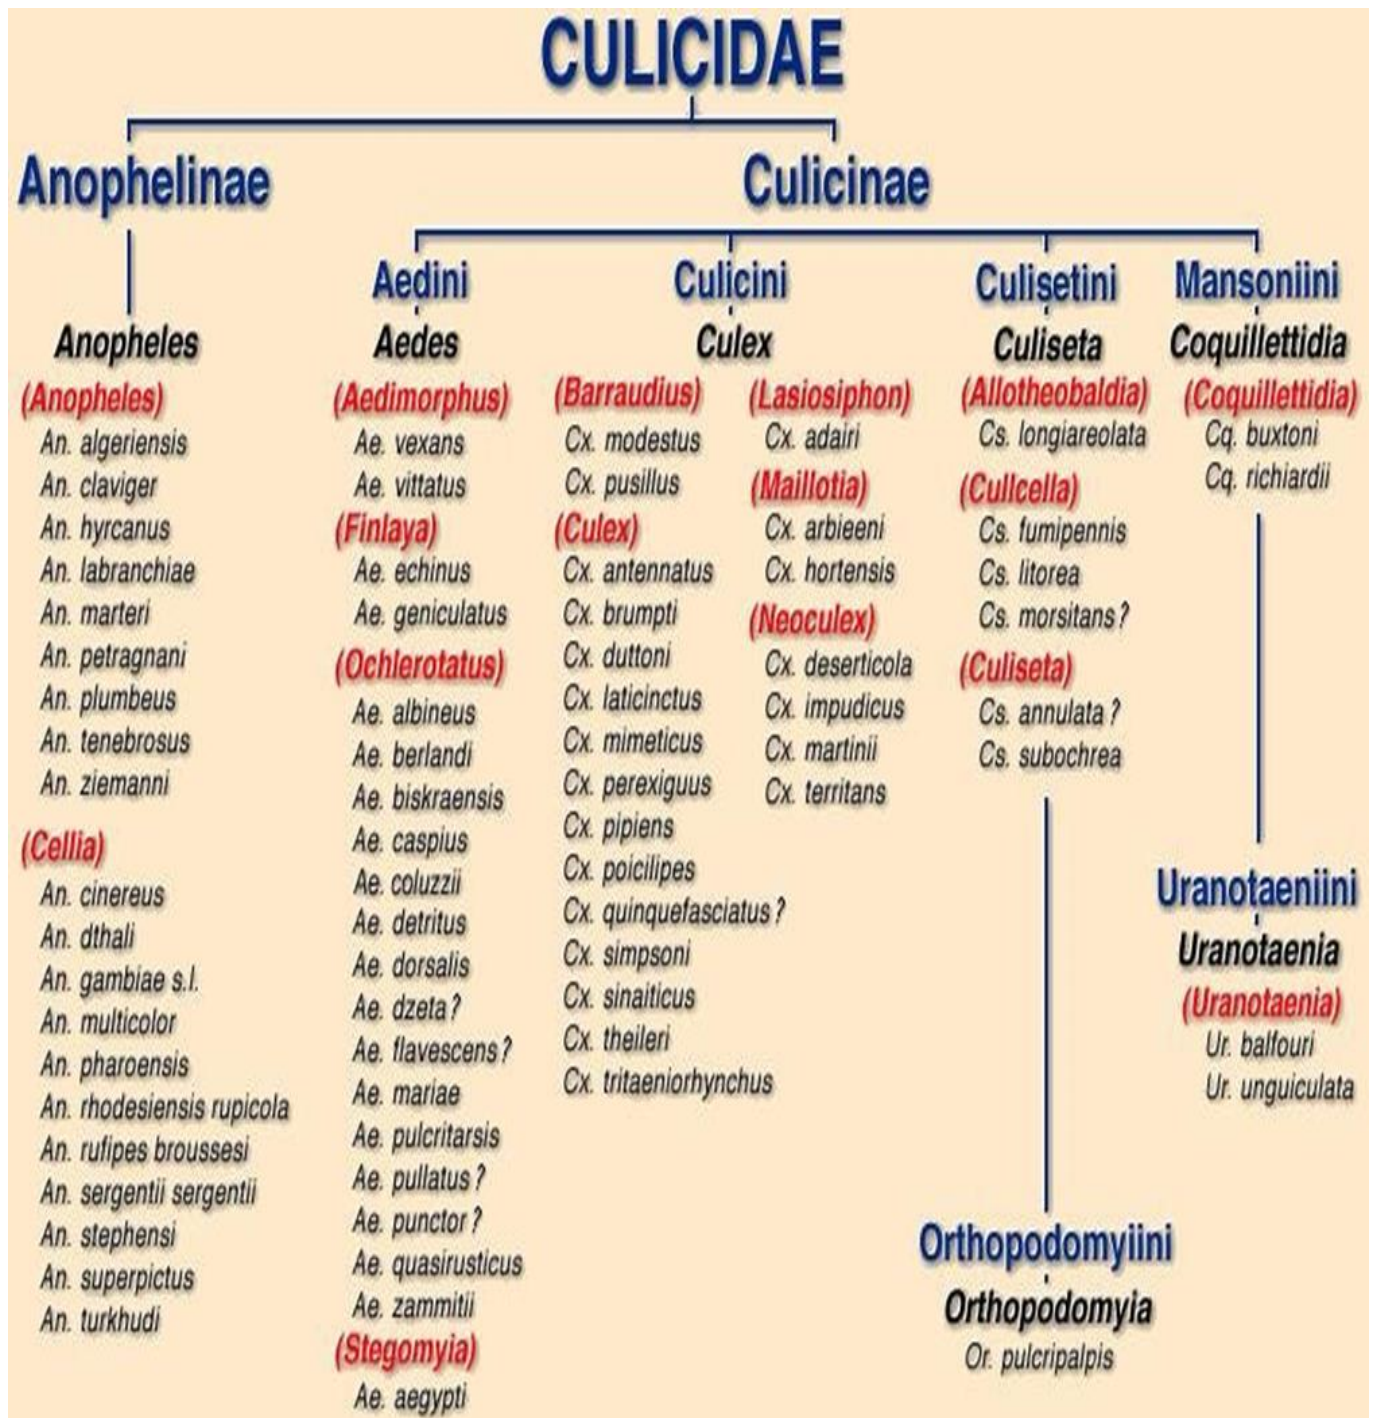 CULICIDAE
Anophelinae
Culicinae
Anopheles
(Anopheles)
An. algeriensis
An. claviger
An. hyrcanus
An. labranchiae
An. marteri
An. petragnani
An. plumbeus
An. tenebrosus
An. ziemanni
(Cellia)
An. cinereus
An. dthali
An. gambiae s.l.
An. multicolor
An. pharoensis
An. rhodesiensis rupicola
An. rufipes broussesi
An. sergentii sergentii
An. stephensi
An. superpictus
An. turkhudi
Aedini
Aedes
(Aedimorphus)
Ae. vexans
Ae. vittatus
(Finlaya)
Ae. echinus
Ae. geniculatus
(Ochlerotatus)
Ae. albineus
Ae. berlandi
Ae. biskraensis
Ae. caspius
Ae. coluzzii
Ae. detritus
Ae. dorsalis
Ae. dzeta ?
Ae. flavescens ?
Ae. mariae
Ae. pulcritarsis
Ae. pullatus ?
Ae. punctor ?
Ae. quasirusticus
Ae. zammitii
(Stegomyia)
Ae. aegypti
Culicini
Culex
(Barraudius)
Cx. modestus
Cx. pusillus
(Culex)
Cx. antennatus
Cx. brumpti
Cx. duttoni
Cx. laticinctus
Cx. mimeticus
Cx. perexiguus
Cx. pipiens
Cx. poicilipes
Cx. quinquefasciatus ?
Cx. simpsoni
Cx. sinaiticus
Cx. theileri
Cx. tritaeniorhynchus
(Lasiosiphon)
Cx. adairi
(Maillotia)
Cx. arbieeni
Cx. hortensis
(Neoculex)
Cx. deserticola
Cx. impudicus
Cx. martinii
Cx. territans
Culisetini
Culiseta
(Allotheobaldia)
Cs. longiareolata
(Culicella)
Cs. fumipennis
Cs. litorea
Cs. morsitans ?
(Culiseta)
Cs. annulata ?
Cs. subochrea
Orthopodomyiini
Orthopodomyia
Or. pulcripalpis
Mansoniini
Coquillettidia
(Coquillettidia)
Cq. buxtoni
Cq. richiardii
Uranotaeniini
Uranotaenia
(Uranotaenia)
Ur. balfouri
Ur. unguiculata